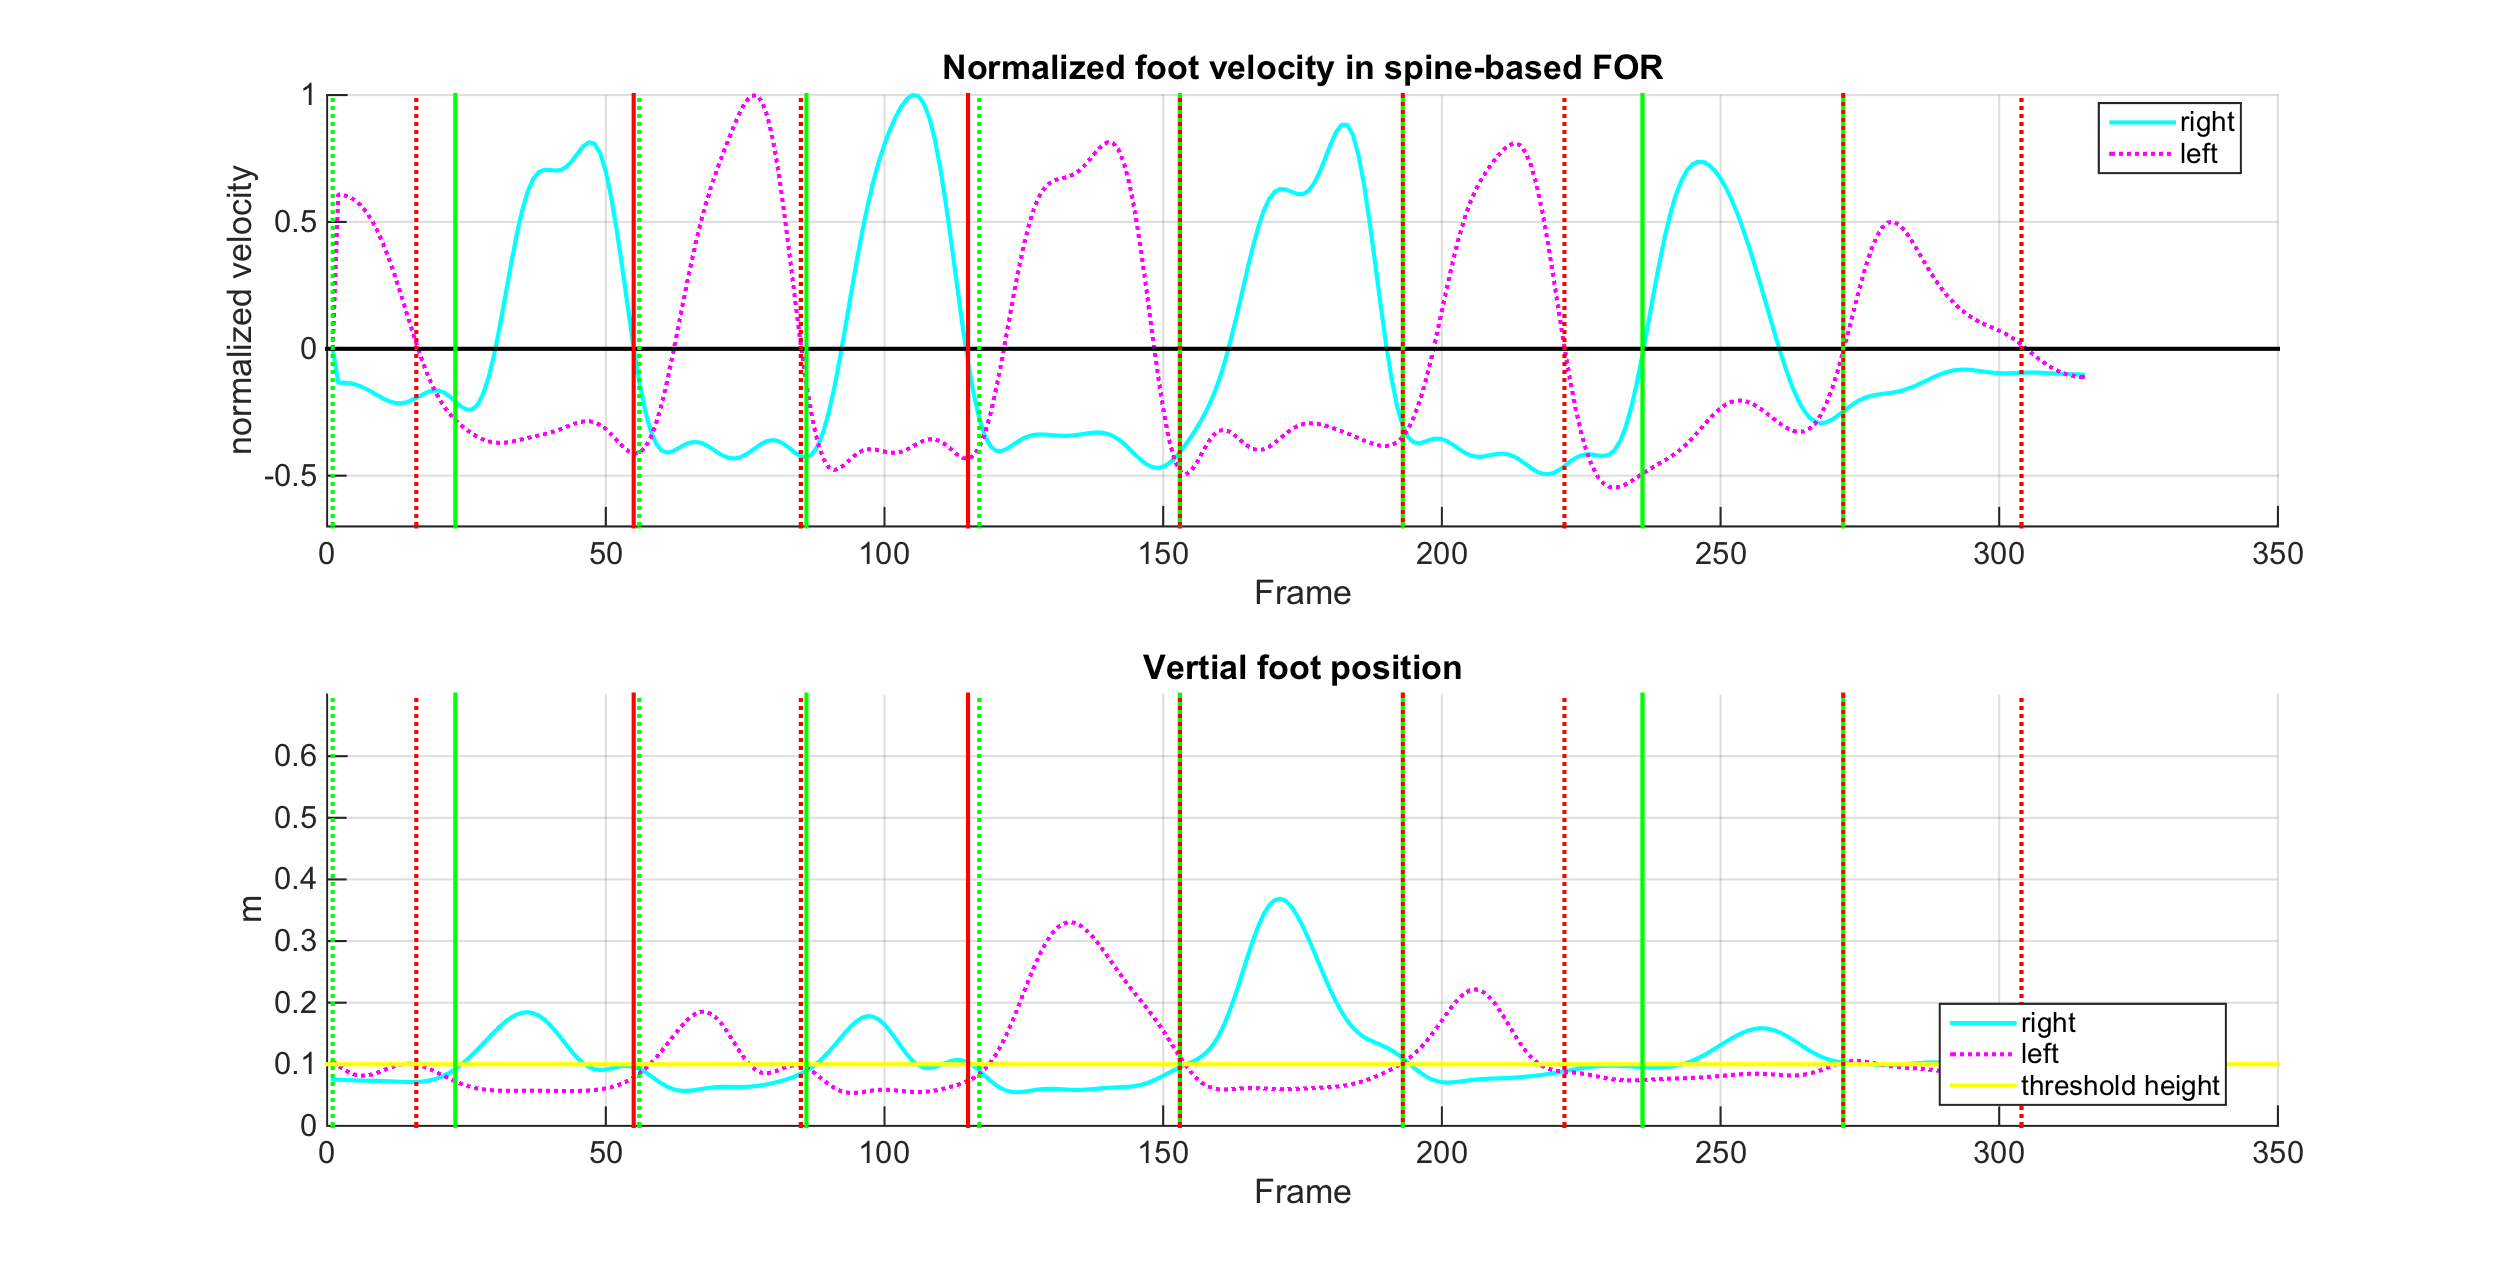 Normalized foot velocity in spine-based FOR
normalized velocity
1
0.5
0
-0.5
right
left
0 50 100 150 200 250 300 350
Frame
Vertial foot position
m
0.6
0.5
0.4
0.3
0.2
0.1
0
right
left
threshold height
0 50 100 150 200 250 300 350
Frame